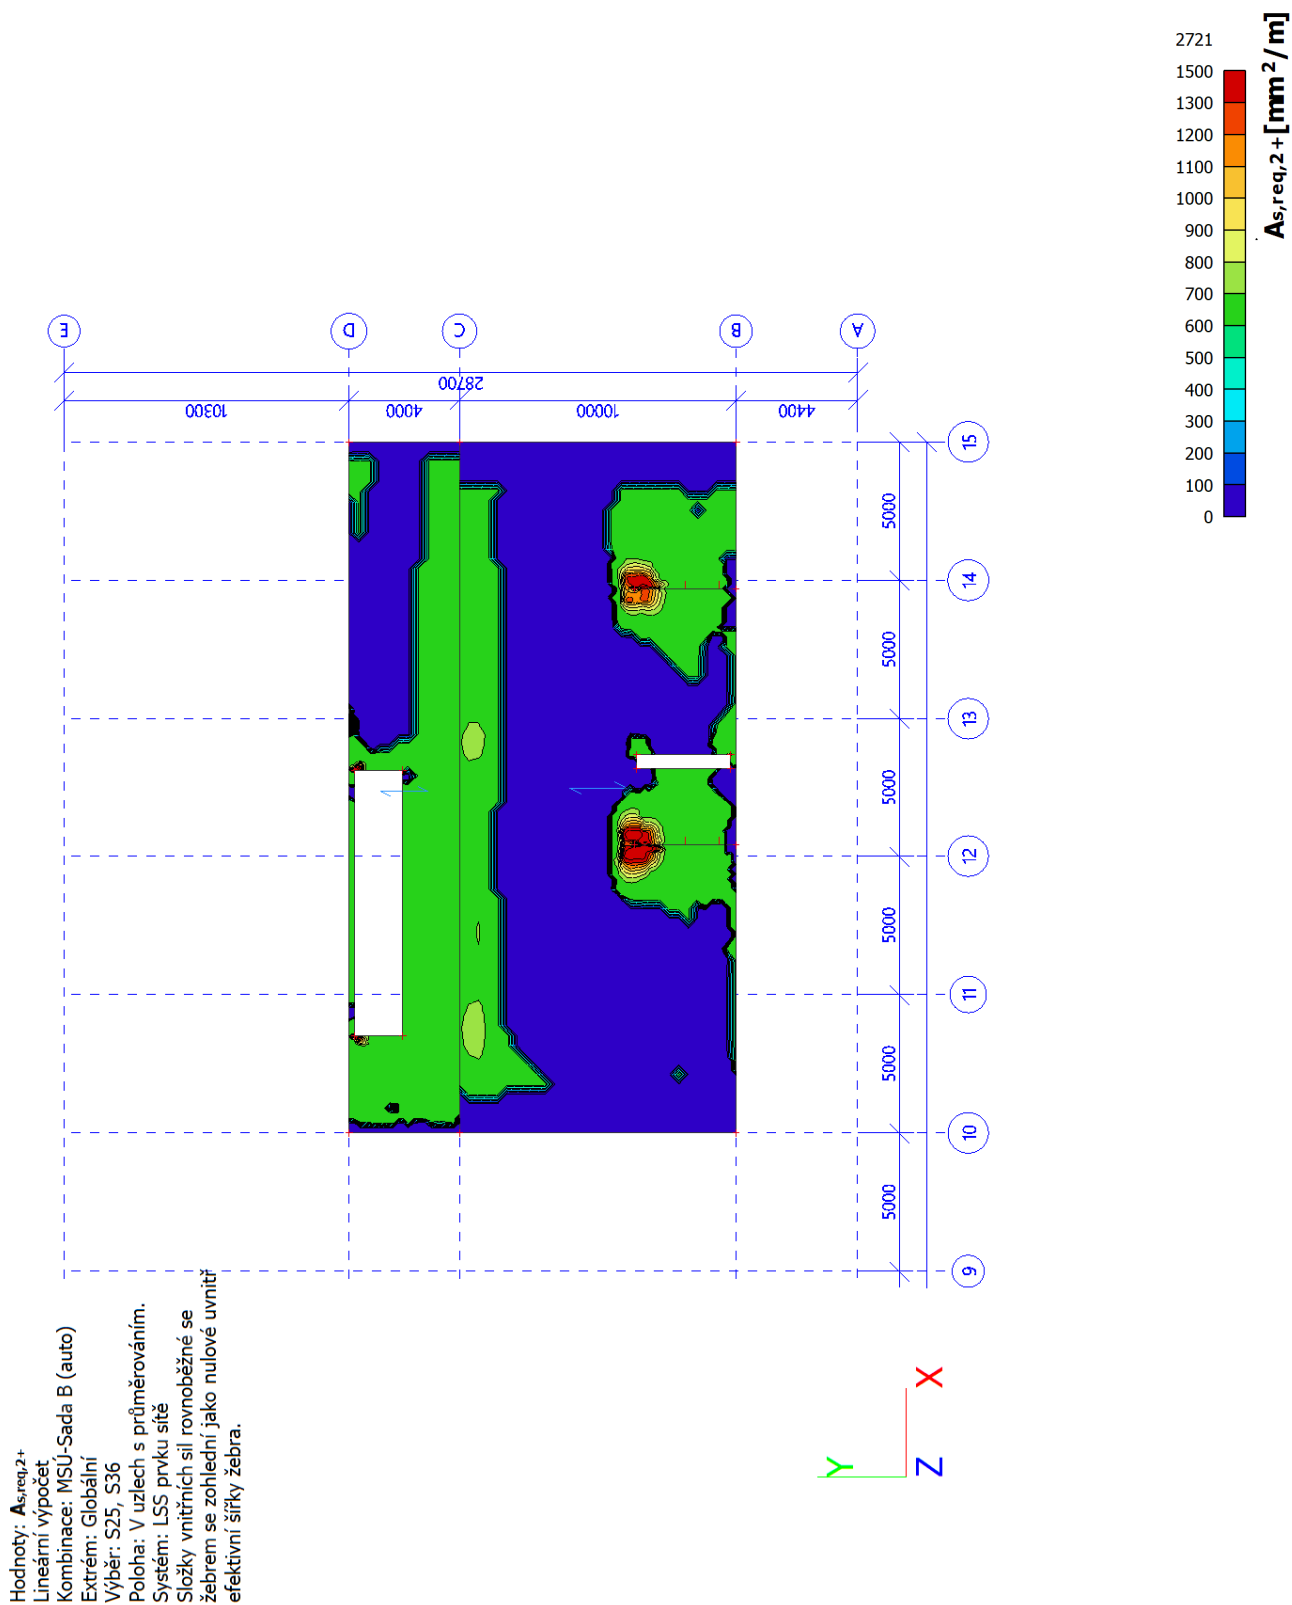 2721
1500
1300
1200
1100
1000
900
800
700
600
500
400
300
200
100
0
As,req,2+[mm²/m]
E
D
C
B
A
28700
10300
4000
10000
4400
15
5000
14
5000
13
5000
12
5000
11
5000
10
5000
9
Hodnoty: As,req,2+
Lineární výpočet
Kombinace: MSÚ-Sada B (auto)
Extrém: Globální
Výběr: S25, S36
Poloha: V uzlech s průměrováním.
Systém: LSS prvku sítě
Složky vnitřních sil rovnoběžné se
žebrem se zohlední jako nulové uvnitř
efektivní šířky žebra.
X
Y
Z